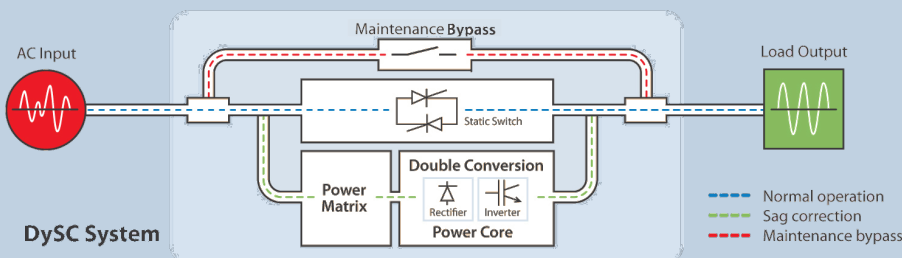 Maintenance Bypass
AC Input
Load Output
Static Switch
Double Conversion
Power
Matrix
Rectifier
Inverter
Power Core
DySC System
Normal operation
Sag correction
Maintenance bypass